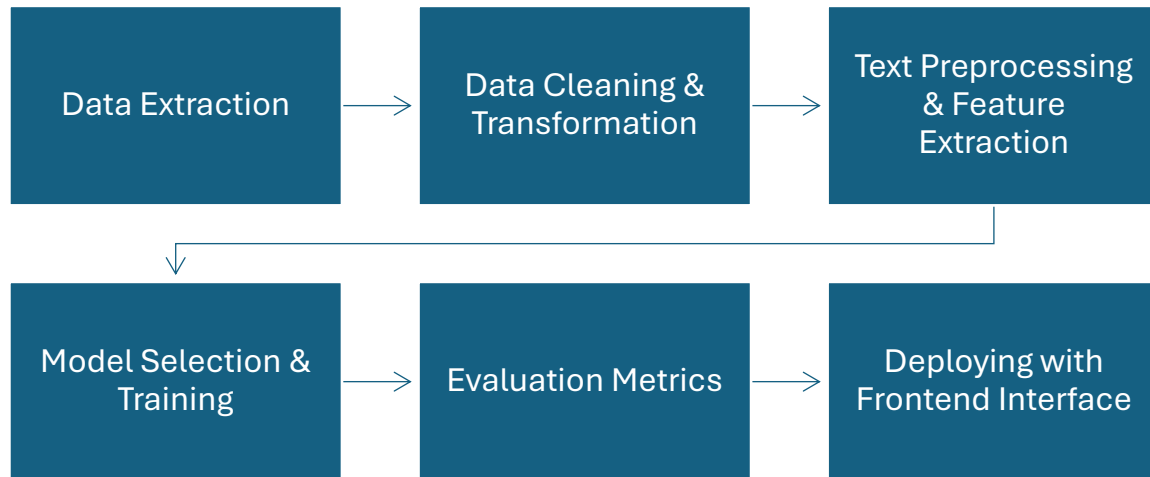 Data Extraction
Data Cleaning &
Transformation
Text Preprocessing
& Feature
Extraction
Model Selection &
Training
Evaluation Metrics
Deploying with
Frontend Interface